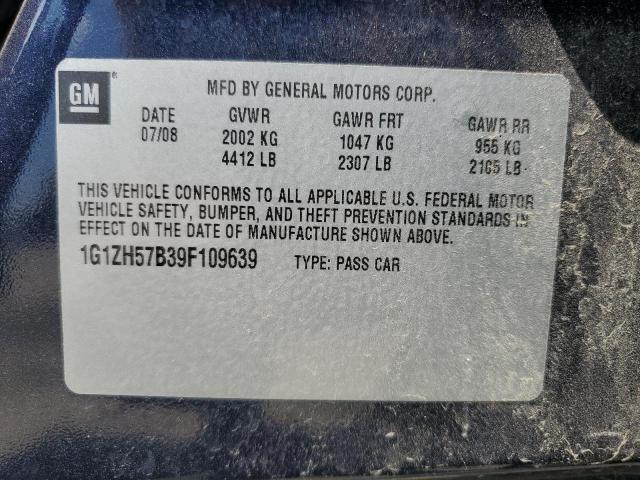 GM
MFD BY GENERAL MOTORS CORP.
DATE GVWR GAWR FRT GAWR RR
07/08 2002 KG 1047 KG 955 KG
4412 LB 2307 LB 2105 LB
THIS VEHICLE CONFORMS TO ALL APPLICABLE U.S. FEDERAL MOTOR
VEHICLE SAFETY, BUMPER, AND THEFT PREVENTION STANDARDS IN
EFFECT ON THE DATE OF MANUFACTURE SHOWN ABOVE.
1G1ZH57B39F109639 TYPE: PASS CAR